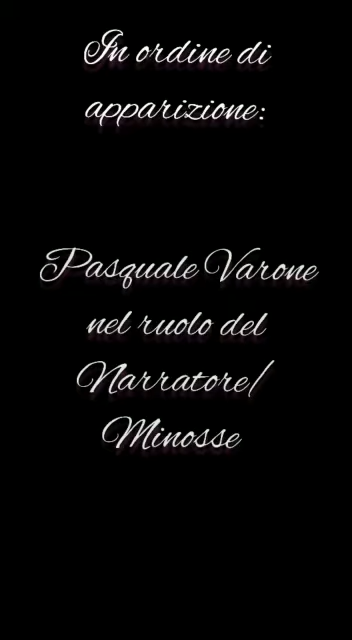 In ordine di
apparizione:
Pasquale Varone
nel ruolo del
Narratore/
Minosse